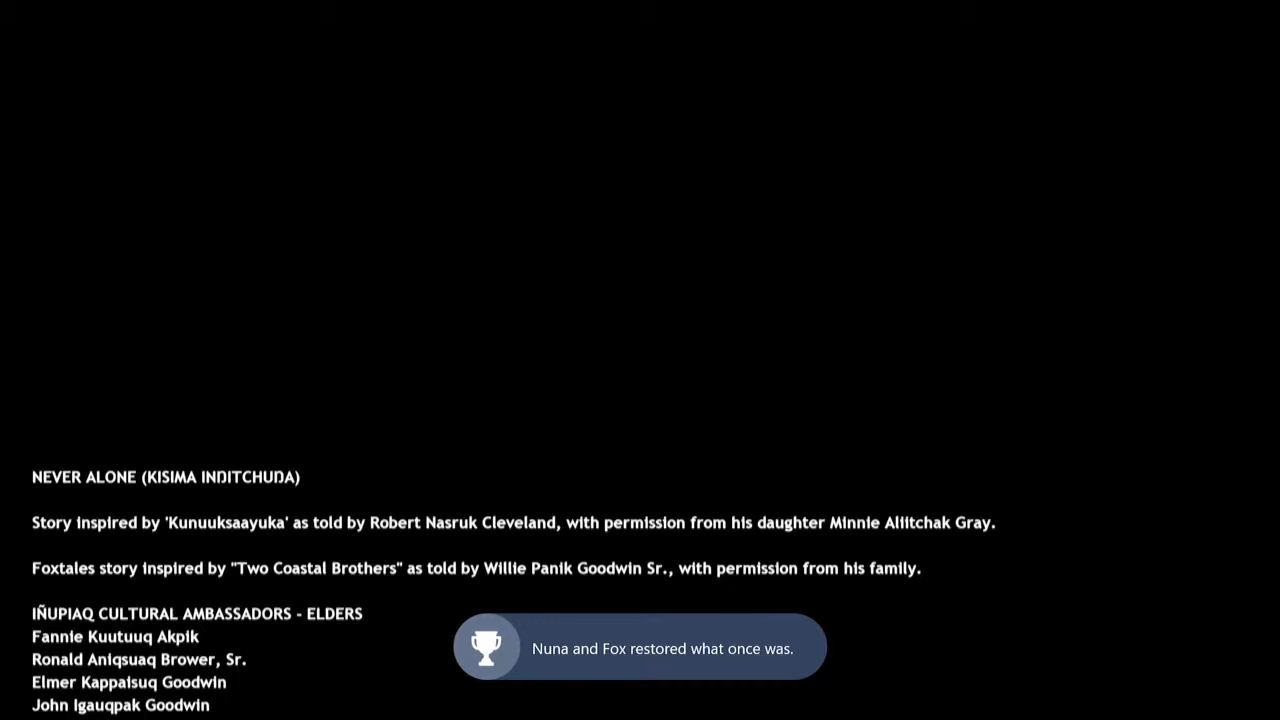 NEVER ALONE (KISIMA INŊITCHUŊA)
Story inspired by 'Kunuuksaayuka' as told by Robert Nasruk Cleveland, with permission from his daughter Minnie Aliitchak Gray.
Foxtales story inspired by "Two Coastal Brothers" as told by Willie Panik Goodwin Sr., with permission from his family.
IÑUPIAQ CULTURAL AMBASSADORS - ELDERS
Fannie Kuutuuq Akpik
Ronald Aniqsuaq Brower, Sr.
Elmer Kappaisuq Goodwin
John Igauqpak Goodwin
Nuna and Fox restored what once was.